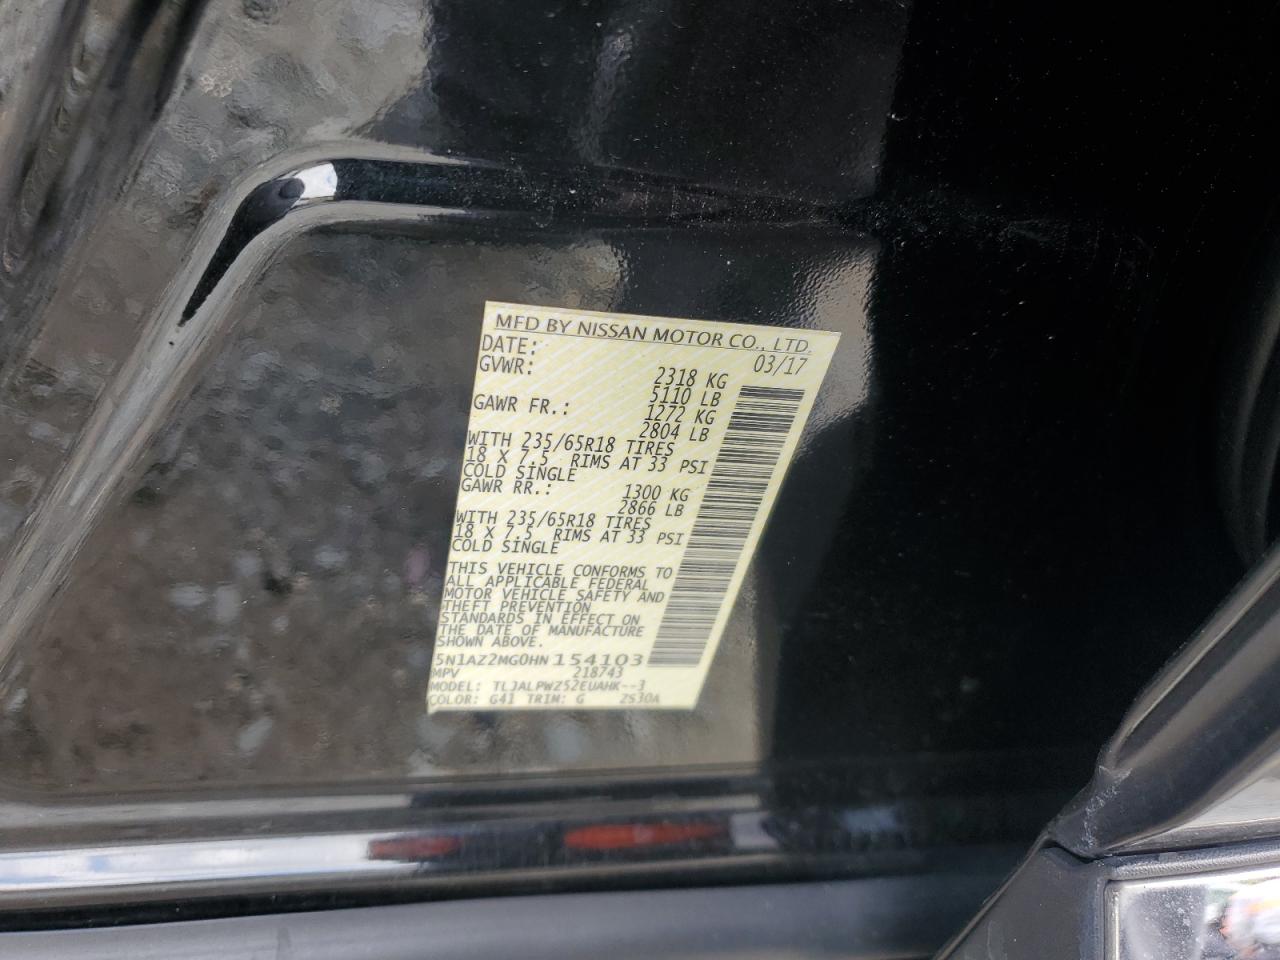 MFD BY NISSAN MOTOR CO., LTD.
DATE: 03/17
GVWR: 2318 KG
5110 LB
GAWR FR.: 1272 KG
2804 LB
WITH 235/65R18 TIRES
18 X 7.5 RIMS AT 33 PSI
COLD SINGLE
GAWR RR.: 1300 KG
2866 LB
WITH 235/65R18 TIRES
18 X 7.5 RIMS AT 33 PSI
COLD SINGLE
THIS VEHICLE CONFORMS TO
ALL APPLICABLE FEDERAL
MOTOR VEHICLE SAFETY AND
THEFT PREVENTION
STANDARDS IN EFFECT ON
THE DATE OF MANUFACTURE
SHOWN ABOVE.
5N1AZ2MG0HN154103
MPV 218743
MODEL: TLJALPWZ52EUAHK--3
COLOR: G41 TRIM: G 2S30A